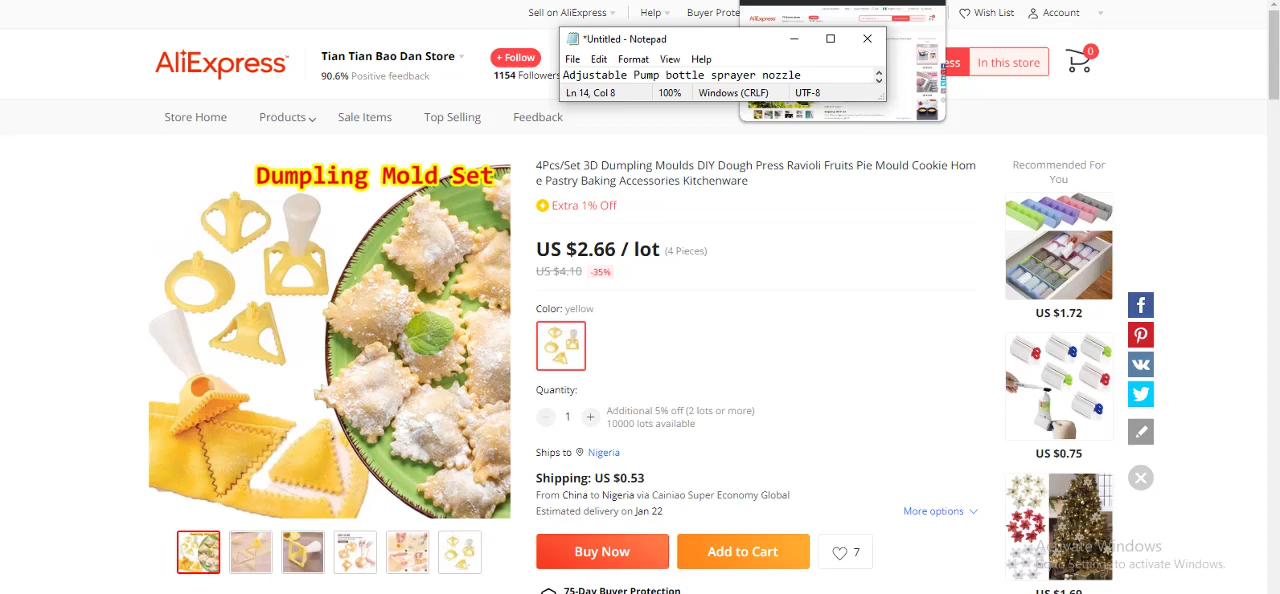 Sell on AliExpress
Help
Buyer Prote
Wish List
Account
AliExpress
*Untitled - Notepad
File Edit Format View Help
Adjustable Pump bottle sprayer nozzle
Ln 14, Col 8 100% Windows (CRLF) UTF-8
AliExpress
Tian Tian Bao Dan Store
90.6% Positive feedback
+ Follow
1154 Followers
ess
In this store
0
Store Home
Products
Sale Items
Top Selling
Feedback
Dumpling Mold Set
4Pcs/Set 3D Dumpling Moulds DIY Dough Press Ravioli Fruits Pie Mould Cookie Hom
e Pastry Baking Accessories Kitchenware
Extra 1% Off
US $2.66 / lot (4 Pieces)
US $4.10 -35%
Color: yellow
Quantity:
1
Additional 5% off (2 lots or more)
10000 lots available
Ships to Nigeria
Shipping: US $0.53
From China to Nigeria via Cainiao Super Economy Global
Estimated delivery on Jan 22
More options
Buy Now
Add to Cart
7
75-Day Buyer Protection
Recommended For
You
US $1.72
US $0.75
US $1.69
Activate Windows
Go to Settings to activate Windows.